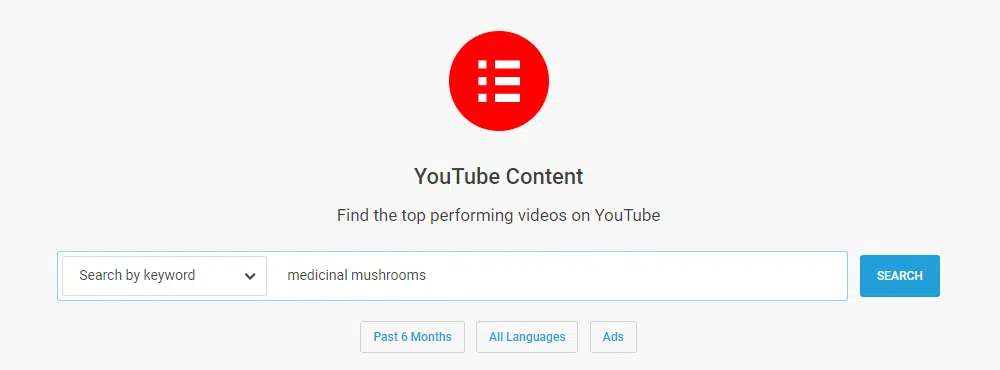 YouTube Content
Find the top performing videos on YouTube
Search by keyword medicinal mushrooms SEARCH
Past 6 Months All Languages Ads